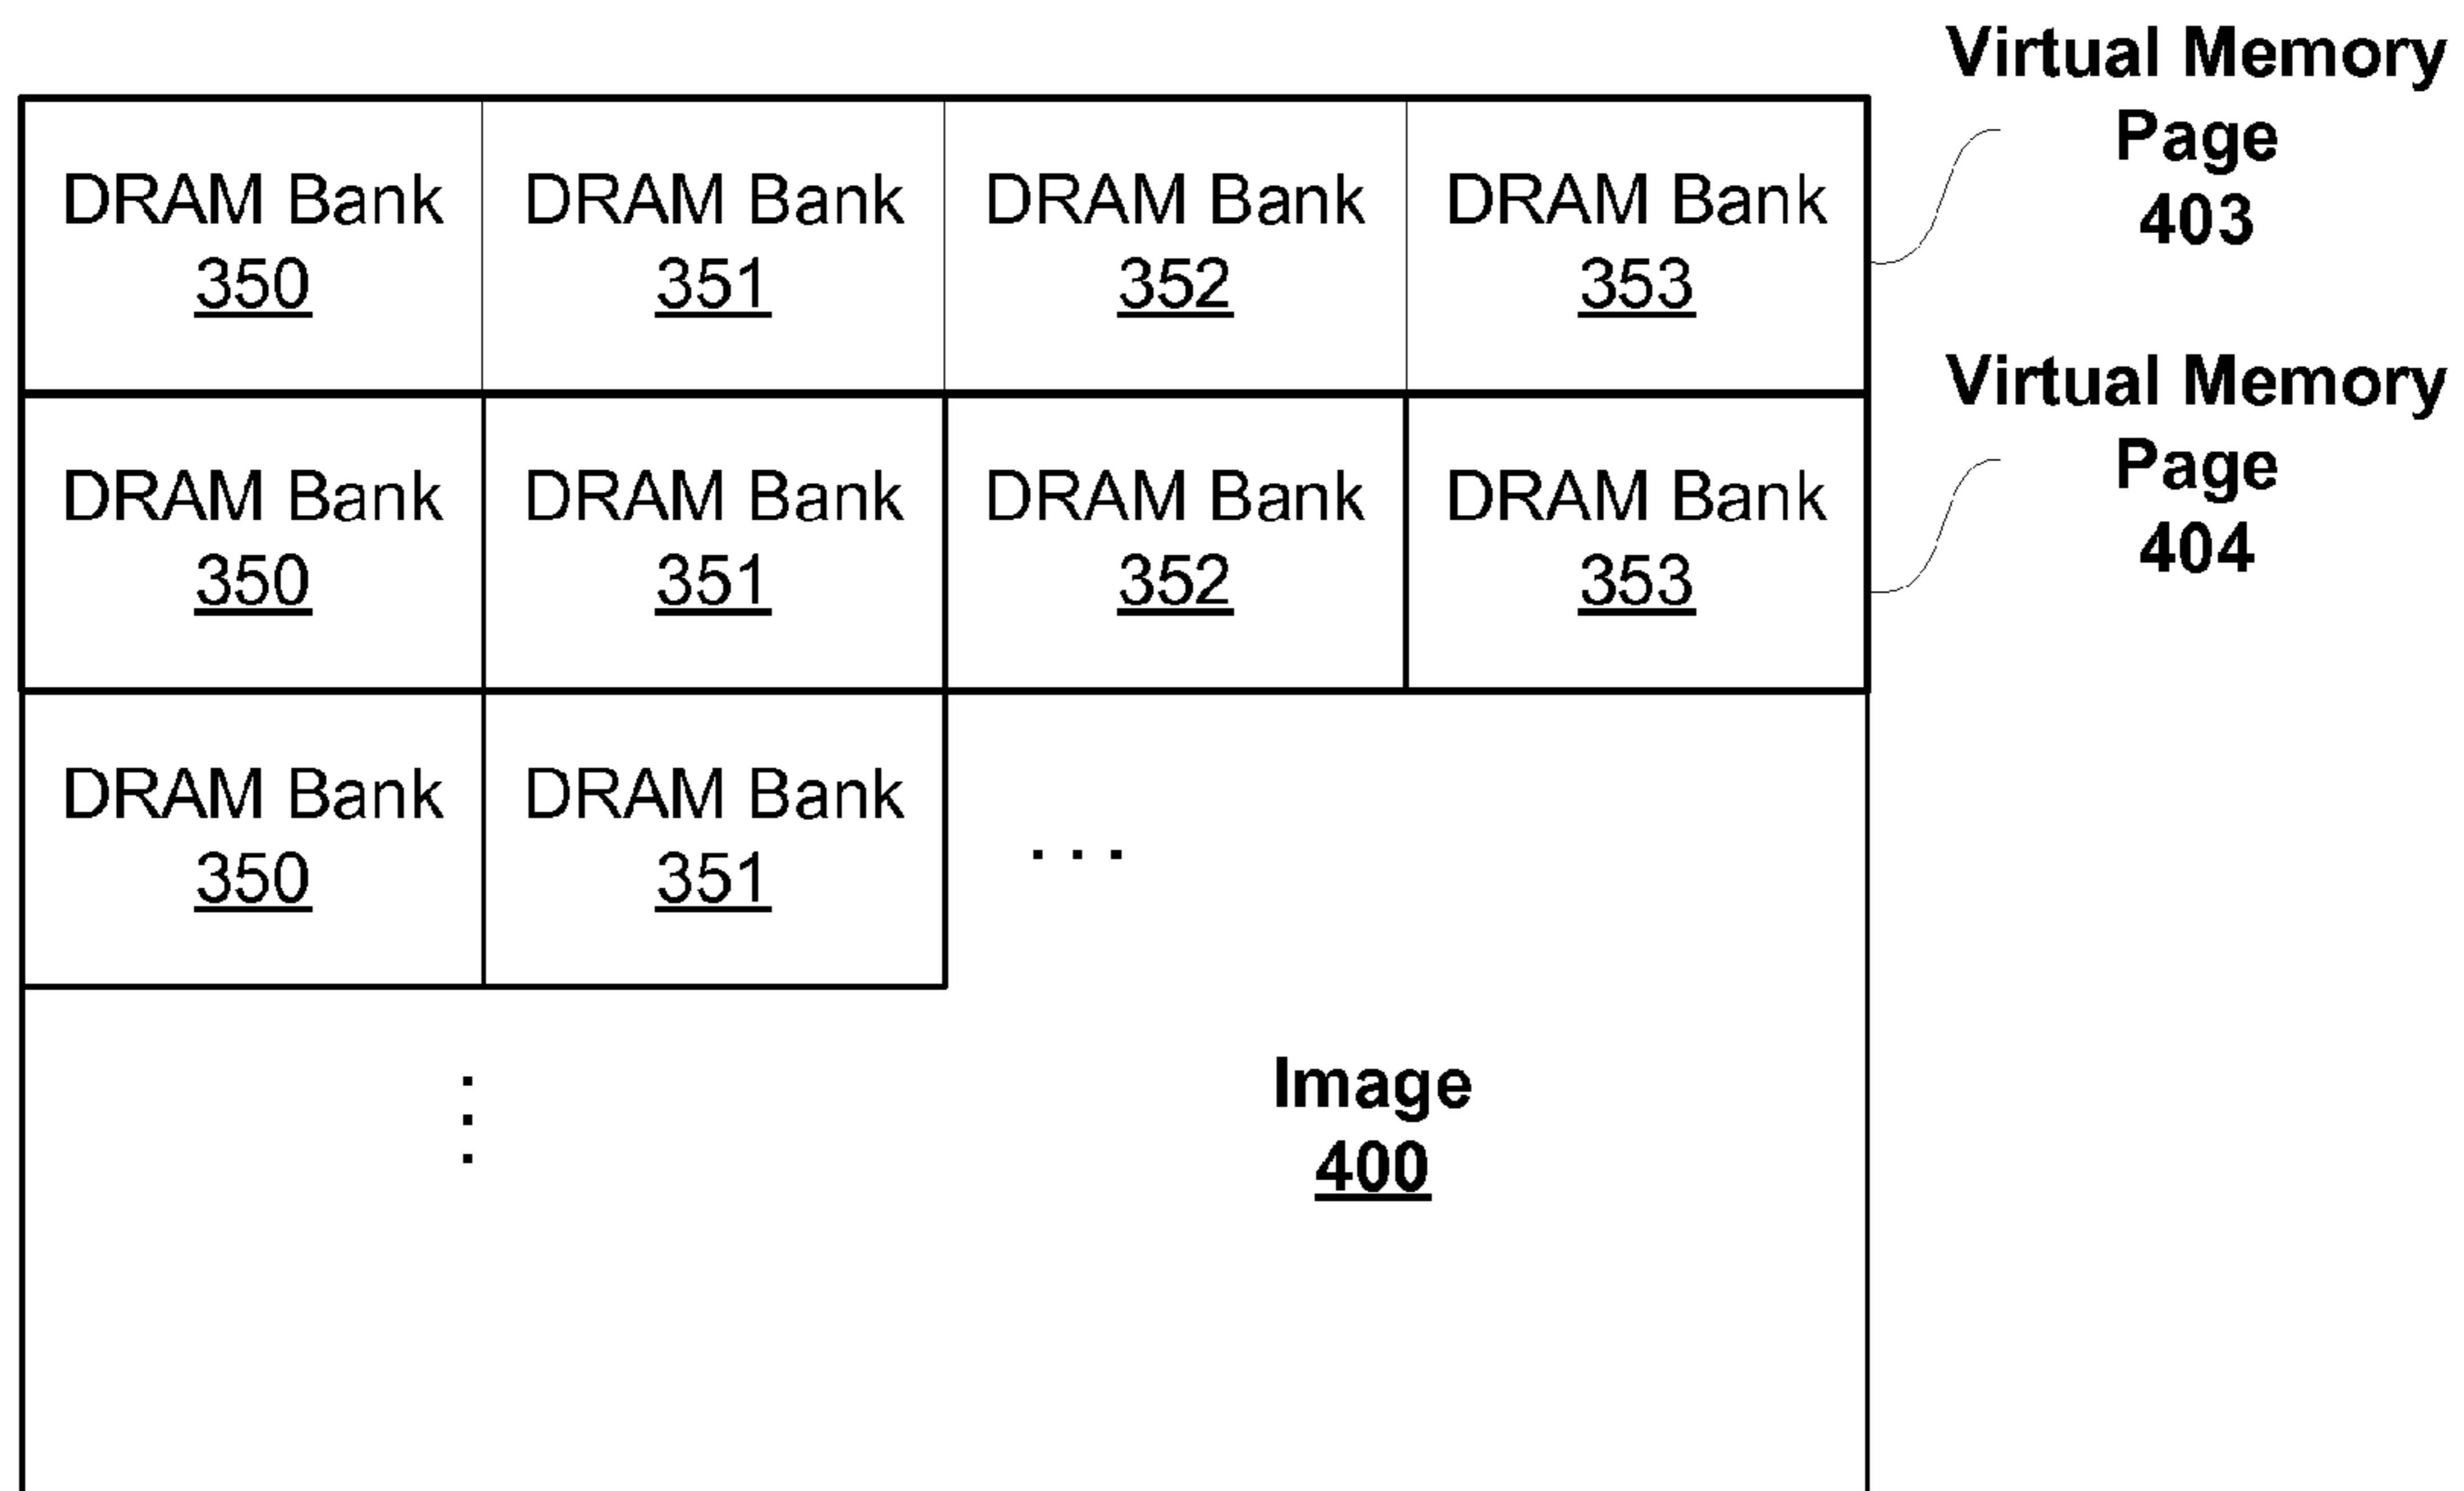 Virtual Memory
Page
403
DRAM Bank
350
DRAM Bank
351
DRAM Bank
352
DRAM Bank
353
Virtual Memory
Page
404
DRAM Bank
350
DRAM Bank
351
DRAM Bank
352
DRAM Bank
353
DRAM Bank
350
DRAM Bank
351
. . .
Image
400